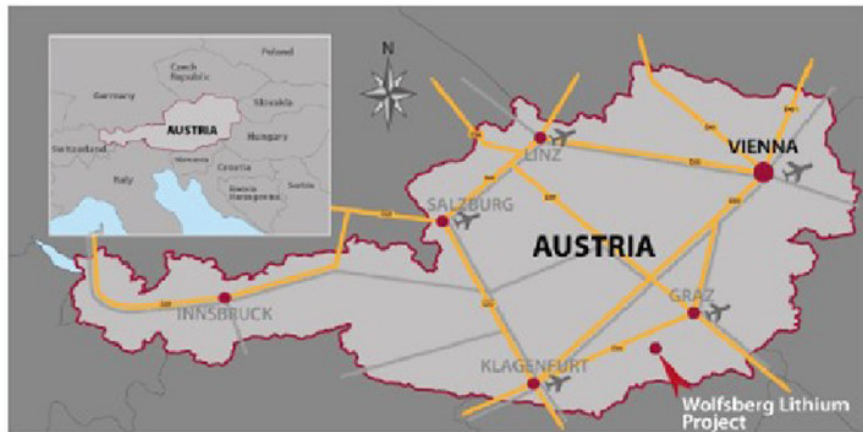 Poland
Czech
Republic
Germany
Slovakia
AUSTRIA
Hungary
Switzerland
Slovenia
Croatia
Italy
Bosnia
Herzegovina
Serbia
N
LINZ
VIENNA
SALZBURG
AUSTRIA
INNSBRUCK
GRAZ
KLAGENFURT
Wolfsberg Lithium
Project